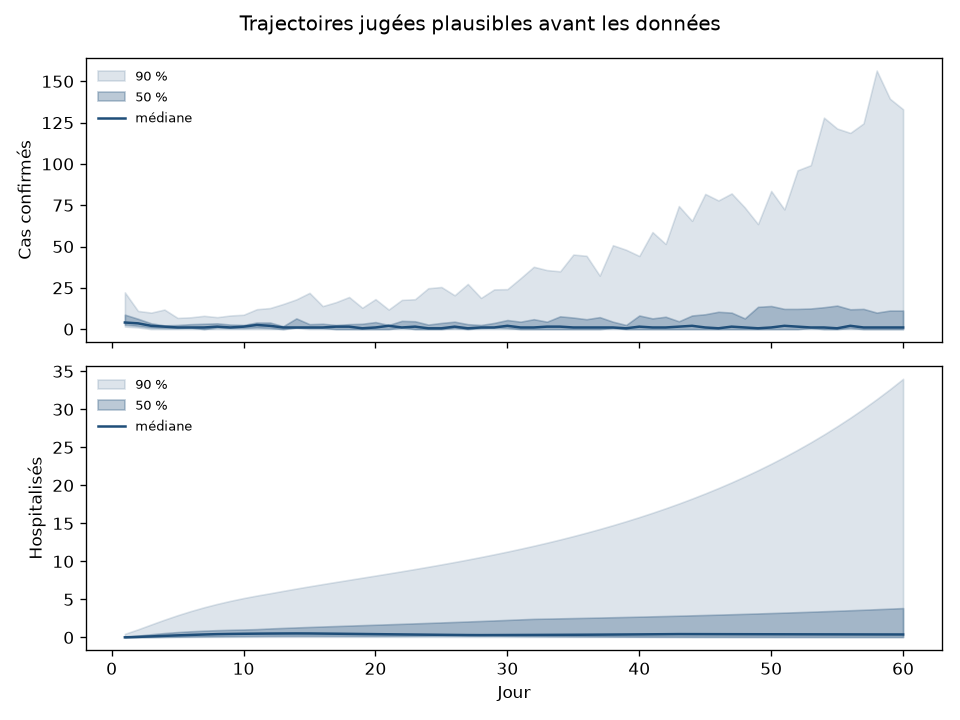 Trajectoires jugées plausibles avant les données
90 %
50 %
médiane
Cas confirmés
150
125
100
75
50
25
0
90 %
50 %
médiane
Hospitalisés
35
30
25
20
15
10
5
0
0 10 20 30 40 50 60
Jour